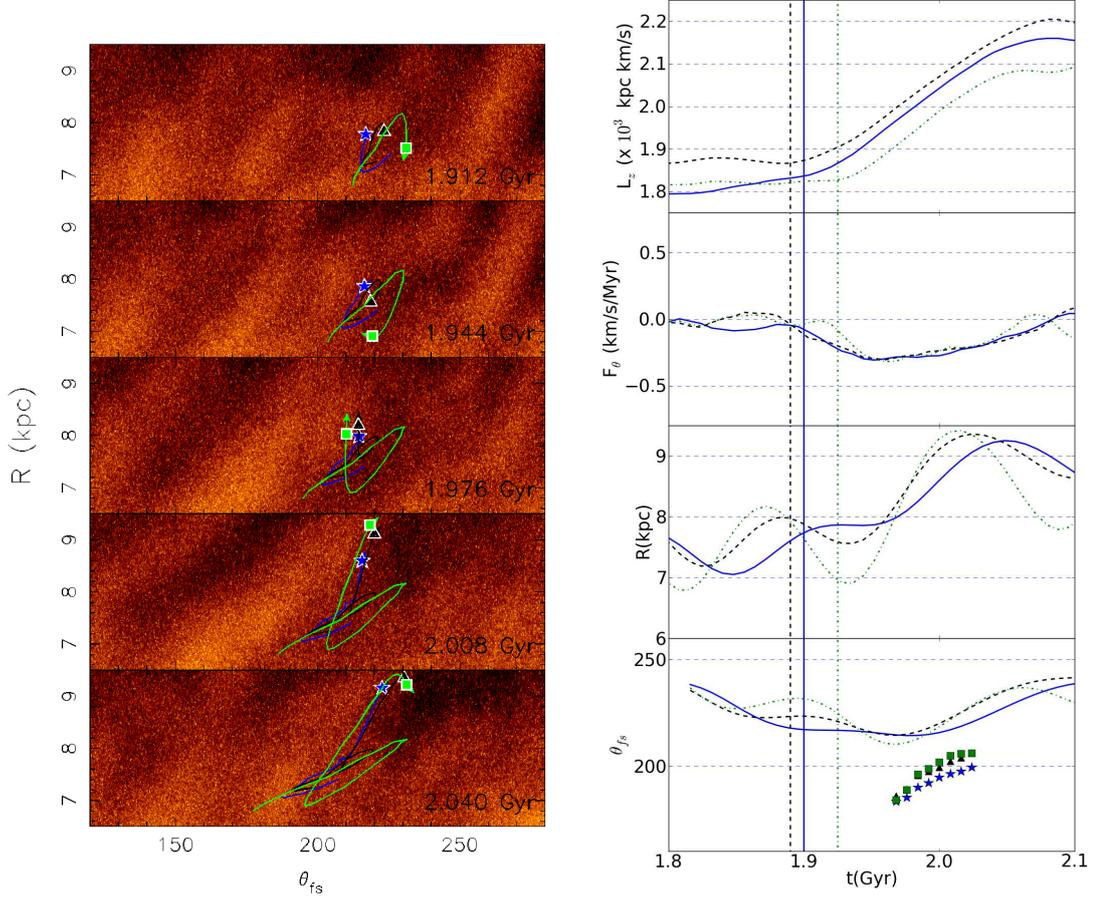 R (kpc)
9
8
7
1.912 Gyr
9
8
7
1.944 Gyr
9
8
7
1.976 Gyr
9
8
7
2.008 Gyr
9
8
7
2.040 Gyr
150 200 250
θfs
Lz (x 10³ kpc km/s)
2.2
2.1
2.0
1.9
1.8
Fθ (km/s/Myr)
0.5
0.0
−0.5
R(kpc)
9
8
7
6
θfs
250
200
1.8 1.9 2.0 2.1
t(Gyr)